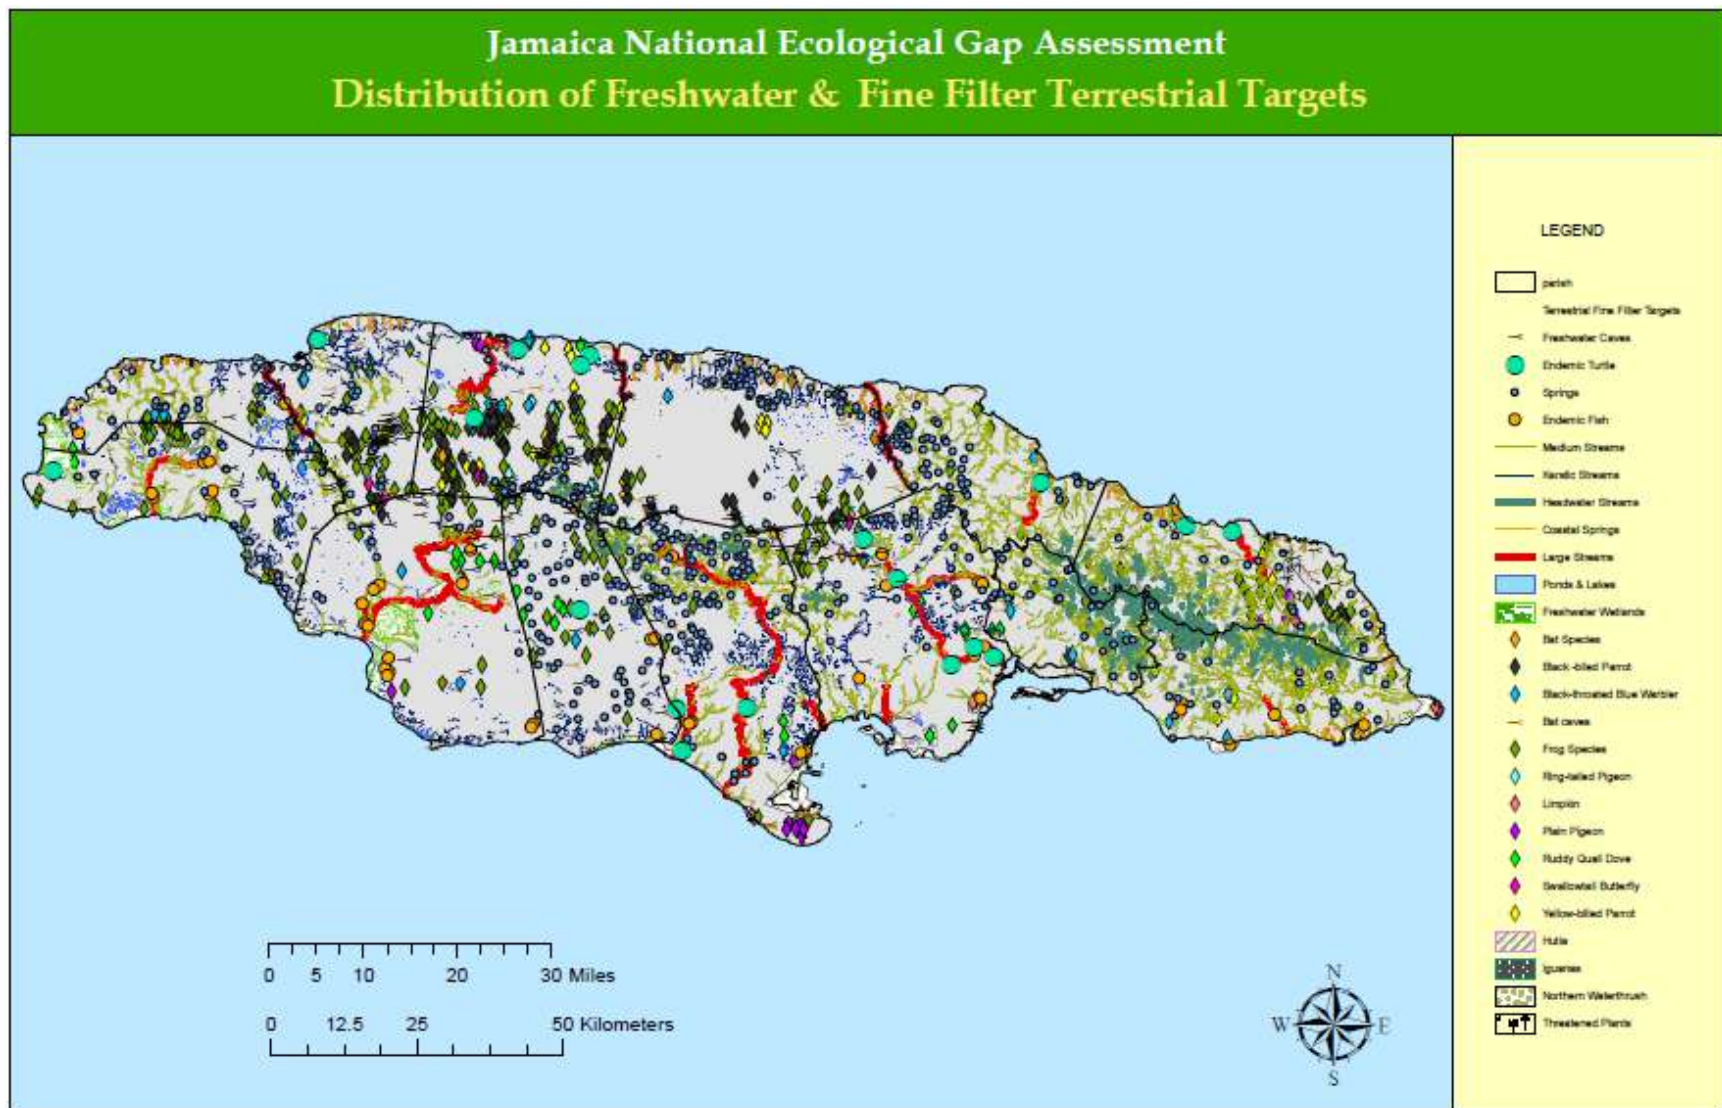 Jamaica National Ecological Gap Assessment
Distribution of Freshwater & Fine Filter Terrestrial Targets
LEGEND
parish
Terrestrial Fine Filter Targets
Freshwater Caves
Endemic Turtle
Springs
Endemic Fish
Medium Streams
Karstic Streams
Headwater Streams
Coastal Springs
Large Streams
Ponds & Lakes
Freshwater Wetlands
Bat Species
Black -billed Parrot
Black-throated Blue Warbler
Bat caves
Frog Species
Ring-tailed Pigeon
Limpkin
Plain Pigeon
Ruddy Quail Dove
Swallowtail Butterfly
Yellow-billed Parrot
Hutia
Iguanas
Northern Waterthrush
Threatened Plants
0 5 10 20 30 Miles
0 12.5 25 50 Kilometers
N
W E
S